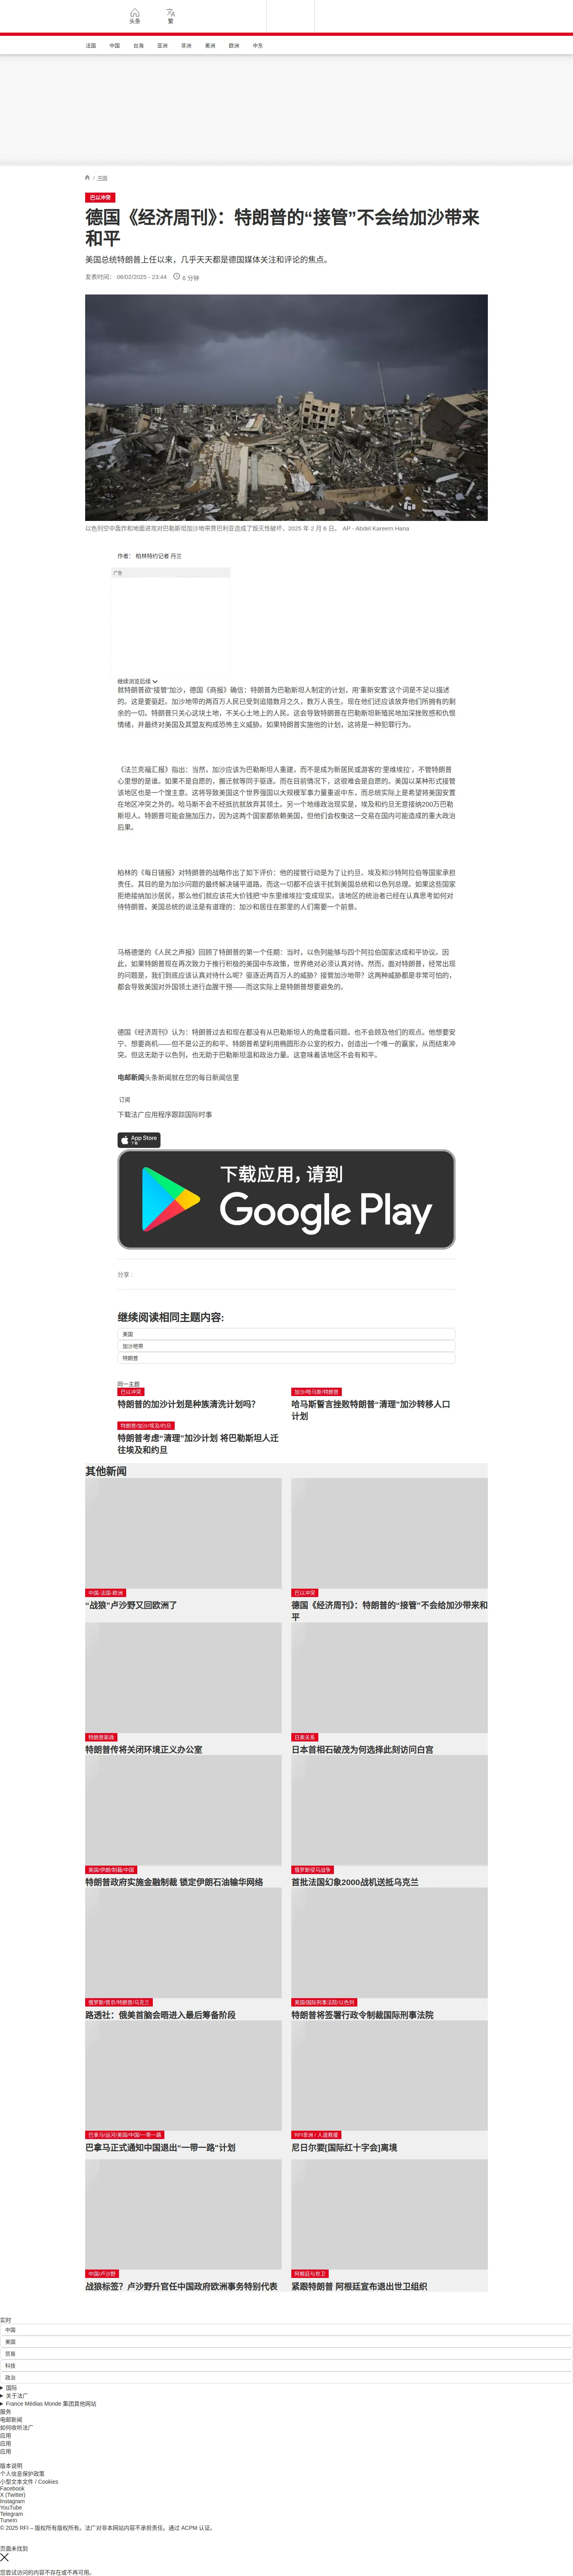 头条
繁
法国 中国 台海 亚洲 非洲 美洲 欧洲 中东
/ 中国
巴以冲突
德国《经济周刊》：特朗普的“接管”不会给加沙带来
和平
美国总统特朗普上任以来，几乎天天都是德国媒体关注和评论的焦点。
发表时间： 06/02/2025 - 23:44 6 分钟
以色列空中轰炸和地面进攻对巴勒斯坦加沙地带贾巴利亚造成了毁灭性破坏，2025 年 2 月 6 日。 AP - Abdel Kareem Hana
作者： 柏林特约记者 丹兰
广告
继续浏览后续
就特朗普欲“接管”加沙，德国《商报》确信：特朗普为巴勒斯坦人制定的计划，用‘重新安置’这个词是不足以描述
的。这是要驱赶。加沙地带的两百万人民已受到追猎数月之久，数万人丧生。现在他们还应该放弃他们所拥有的剩
余的一切。特朗普只关心这块土地，不关心土地上的人民。这会导致特朗普在巴勒斯坦新殖民地加深挫败感和仇恨
情绪，并最终对美国及其盟友构成恐怖主义威胁。如果特朗普实施他的计划，这将是一种犯罪行为。
《法兰克福汇报》指出：当然，加沙应该为巴勒斯坦人重建，而不是成为新居民或游客的‘里维埃拉’，不管特朗普
心里想的是谁。如果不是自愿的，搬迁就等同于驱逐。而在目前情况下，这很难会是自愿的。美国以某种形式接管
该地区也是一个馊主意。这将导致美国这个世界强国以大规模军事力量重返中东，而总统实际上是希望将美国安置
在地区冲突之外的。哈马斯不会不经抵抗就放弃其领土。另一个地缘政治现实是，埃及和约旦无意接纳200万巴勒
斯坦人。特朗普可能会施加压力，因为这两个国家都依赖美国，但他们会权衡这一交易在国内可能造成的重大政治
后果。
柏林的《每日镜报》对特朗普的战略作出了如下评价：他的接管行动是为了让约旦、埃及和沙特阿拉伯等国家承担
责任。其目的是为加沙问题的最终解决铺平道路。而这一切都不应该干扰到美国总统和以色列总理。如果这些国家
拒绝接纳加沙居民，那么他们就应该花大价钱把“中东里维埃拉”变成现实。该地区的统治者已经在认真思考如何对
待特朗普。美国总统的说法是有道理的：加沙和居住在那里的人们需要一个前景。
马格德堡的《人民之声报》回顾了特朗普的第一个任期：当时，以色列能够与四个阿拉伯国家达成和平协议。因
此，如果特朗普现在再次致力于推行积极的美国中东政策，世界绝对必须认真对待。然而，面对特朗普，经常出现
的问题是，我们到底应该认真对待什么呢？驱逐近两百万人的威胁？接管加沙地带？这两种威胁都是非常可怕的，
都会导致美国对外国领土进行血腥干预——而这实际上是特朗普想要避免的。
德国《经济周刊》认为：特朗普过去和现在都没有从巴勒斯坦人的角度看问题。也不会顾及他们的观点。他想要安
宁、想要商机——但不是公正的和平。特朗普希望利用椭圆形办公室的权力，创造出一个唯一的赢家，从而结束冲
突。但这无助于以色列，也无助于巴勒斯坦温和政治力量。这意味着该地区不会有和平。
电邮新闻头条新闻就在您的每日新闻信里
订阅
下载法广应用程序跟踪国际时事
App Store
下载
下载应用，请到
Google Play
分享 :
继续阅读相同主题内容:
美国
加沙地带
特朗普
同一主题
巴以冲突
特朗普的加沙计划是种族清洗计划吗?
加沙/哈马斯/特朗普
哈马斯誓言挫败特朗普“清理”加沙转移人口
计划
特朗普/加沙/埃及/约旦
特朗普考虑“清理”加沙计划 将巴勒斯坦人迁
往埃及和约旦
其他新闻
中国-法国-欧洲
“战狼”卢沙野又回欧洲了
巴以冲突
德国《经济周刊》：特朗普的“接管”不会给加沙带来和
平
特朗普新政
特朗普传将关闭环境正义办公室
日美关系
日本首相石破茂为何选择此刻访问白宫
美国/伊朗/制裁/中国
特朗普政府实施金融制裁 锁定伊朗石油输华网络
俄罗斯侵乌战争
首批法国幻象2000战机送抵乌克兰
俄罗斯/普京/特朗普/乌克兰
路透社：俄美首脑会晤进入最后筹备阶段
美国/国际刑事法院/以色列
特朗普将签署行政令制裁国际刑事法院
巴拿马/运河/美国/中国/一带一路
巴拿马正式通知中国退出“一带一路”计划
RFI非洲 / 人道救援
尼日尔要[国际红十字会]离境
中国/卢沙野
战狼标签？卢沙野升官任中国政府欧洲事务特别代表
阿根廷与世卫
紧跟特朗普 阿根廷宣布退出世卫组织
实时
中国
美国
贸易
科技
政治
国际
关于法广
France Médias Monde 集团其他网站
服务
电邮新闻
如何收听法广
应用
应用
应用
版本说明
个人信息保护政策
小型文本文件 / Cookies
Facebook
X (Twitter)
Instagram
YouTube
Telegram
TuneIn
© 2025 RFI – 版权所有版权所有。法广对非本网站内容不承担责任。通过 ACPM 认证。
页面未找到
您尝试访问的内容不存在或不再可用。